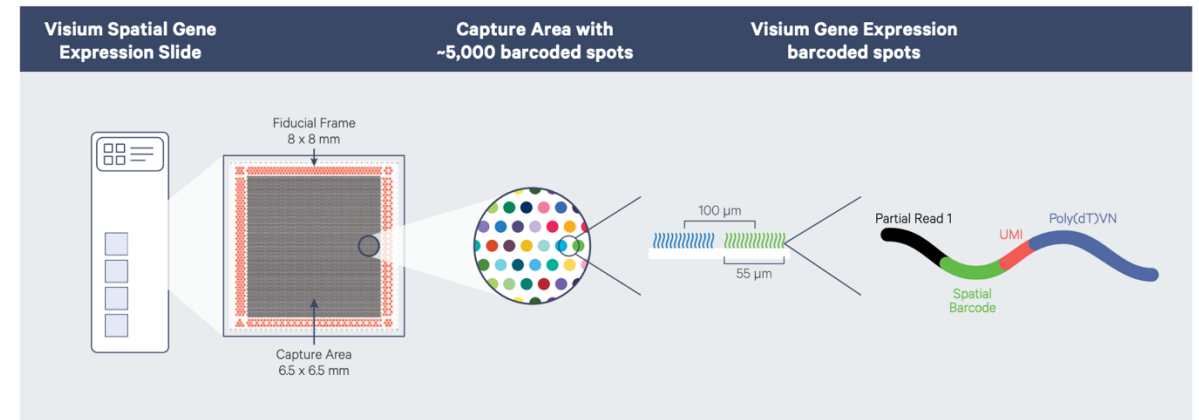 Visium Spatial Gene
Expression Slide
Capture Area with
~5,000 barcoded spots
Visium Gene Expression
barcoded spots
Fiducial Frame
8 x 8 mm
Capture Area
6.5 x 6.5 mm
100 µm
55 µm
Partial Read 1
Spatial
Barcode
UMI
Poly(dT)VN